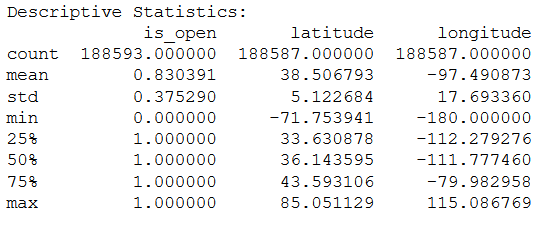 Descriptive Statistics:
is_open latitude longitude
count 188593.000000 188587.000000 188587.000000
mean 0.830391 38.506793 -97.490873
std 0.375290 5.122684 17.693360
min 0.000000 -71.753941 -180.000000
25% 1.000000 33.630878 -112.279276
50% 1.000000 36.143595 -111.777460
75% 1.000000 43.593106 -79.982958
max 1.000000 85.051129 115.086769